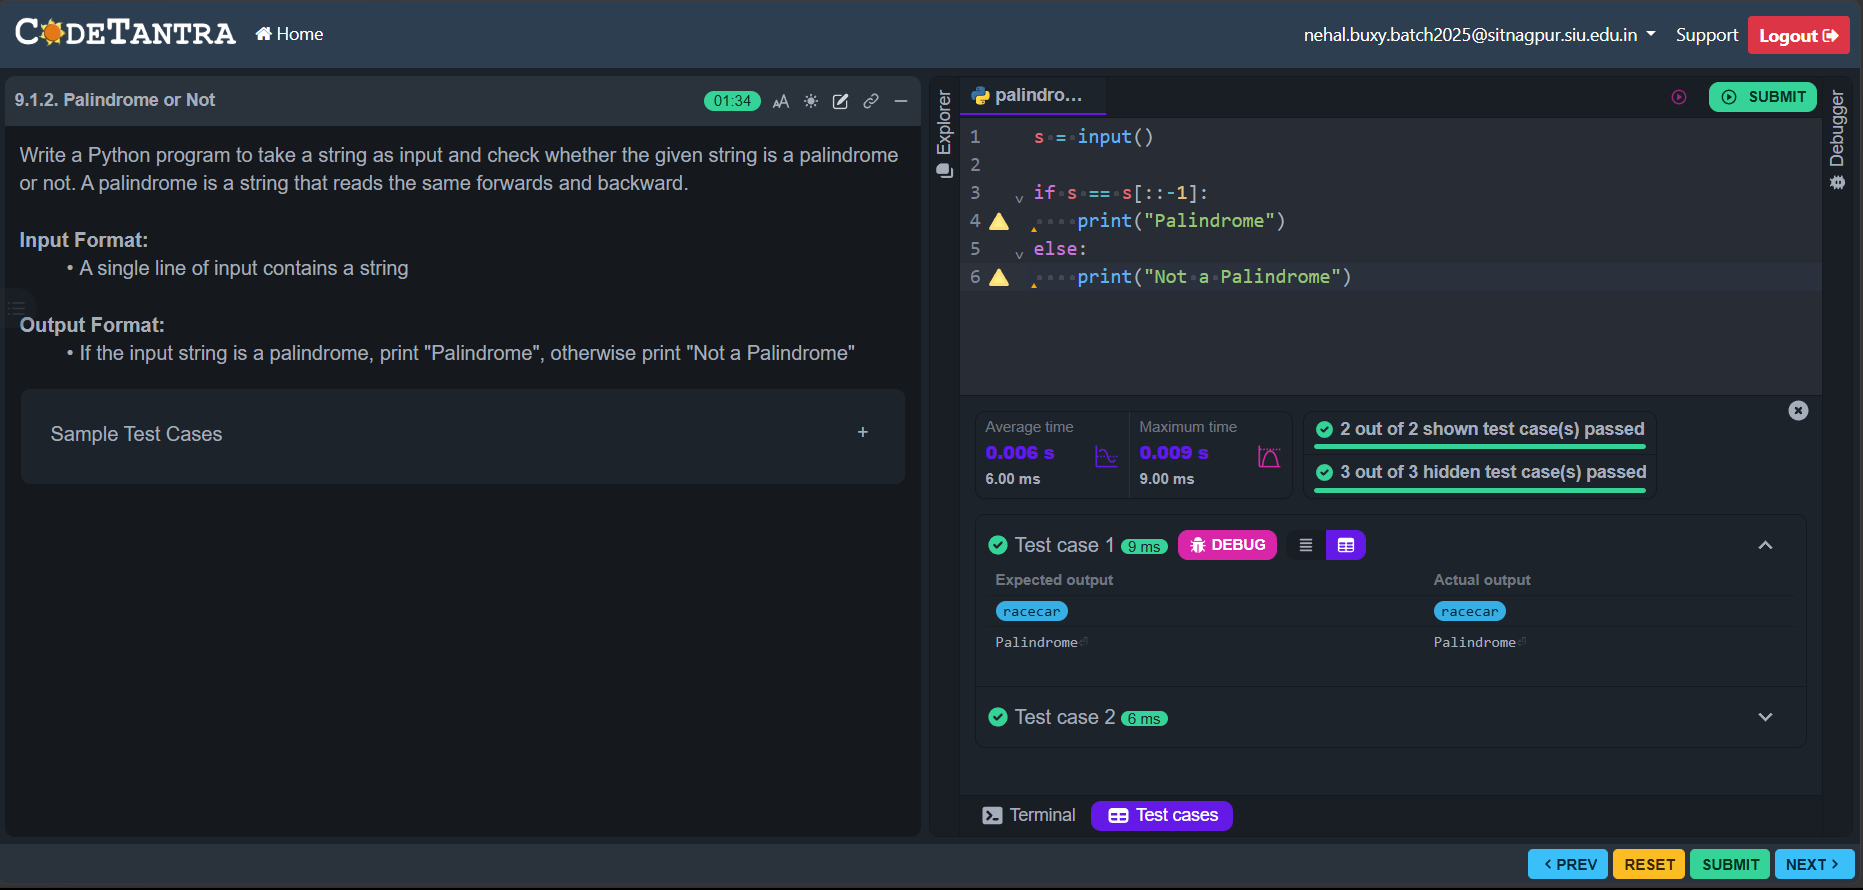 CODETANTRA
Home
nehal.buxy.batch2025@sitnagpur.siu.edu.in
Support
Logout
9.1.2. Palindrome or Not
01:34
AA
Write a Python program to take a string as input and check whether the given string is a palindrome
or not. A palindrome is a string that reads the same forwards and backward.
Input Format:
• A single line of input contains a string
Output Format:
• If the input string is a palindrome, print "Palindrome", otherwise print "Not a Palindrome"
Sample Test Cases
+
Explorer
palindro...
SUBMIT
Debugger
1 s = input()
2
3 if s == s[::-1]:
4 print("Palindrome")
5 else:
6 print("Not a Palindrome")
Average time
0.006 s
6.00 ms
Maximum time
0.009 s
9.00 ms
2 out of 2 shown test case(s) passed
3 out of 3 hidden test case(s) passed
Test case 1 9 ms DEBUG
Expected output Actual output
racecar racecar
Palindrome Palindrome
Test case 2 6 ms
Terminal Test cases
< PREV RESET SUBMIT NEXT >